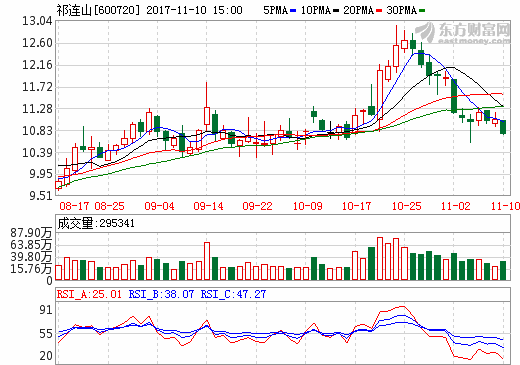 祁连山[600720] 2017-11-10 15:00 5PMA 10PMA 20PMA 30PMA
东方财富网
eastmoney.com
13.04
12.60
12.16
11.72
11.28
10.83
10.39
9.95
9.51
08-17 08-25 09-04 09-14 09-22 10-09 10-17 10-25 11-02 11-10
成交量:295341
87.90万
63.85万
39.80万
15.76万
0
RSI_A:25.01 RSI_B:38.07 RSI_C:47.27
91
55
20